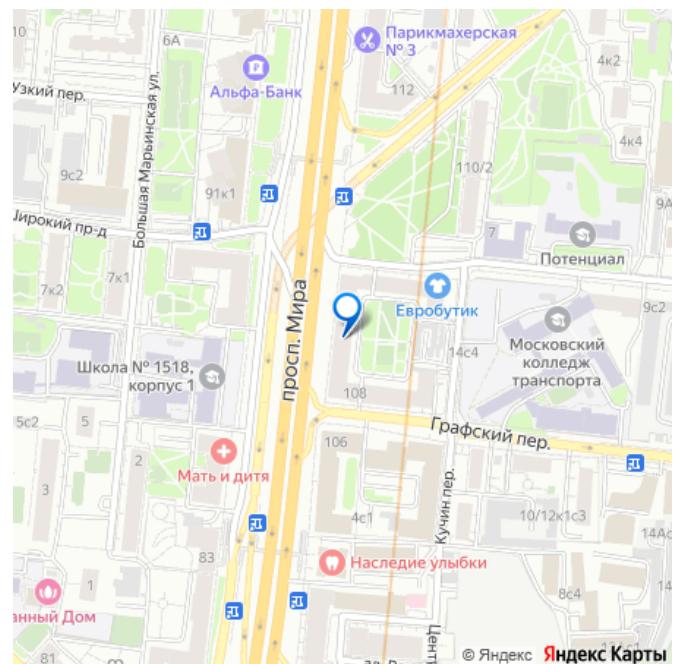 10
6А
Парикмахерская
№ 3
4к2
Узкий пер.
Альфа-Банк
112
Большая Марьинская ул.
4к4
9с2
91к1
110/2
9А
Широкий пр-д
7
Потенциал
7к2
7к1
просп. Мира
Евробутик
9с2
Московский
колледж
транспорта
14с4
Школа № 1518,
корпус 1
108
5с2
5
Графский пер.
106
2
Мать и дитя
3
Кучин пер.
10/12к1с3
14Ас
4с1
83
Наследие улыбки
1
8с4
анный Дом
81
Цент
© Яндекс Яндекс Карты